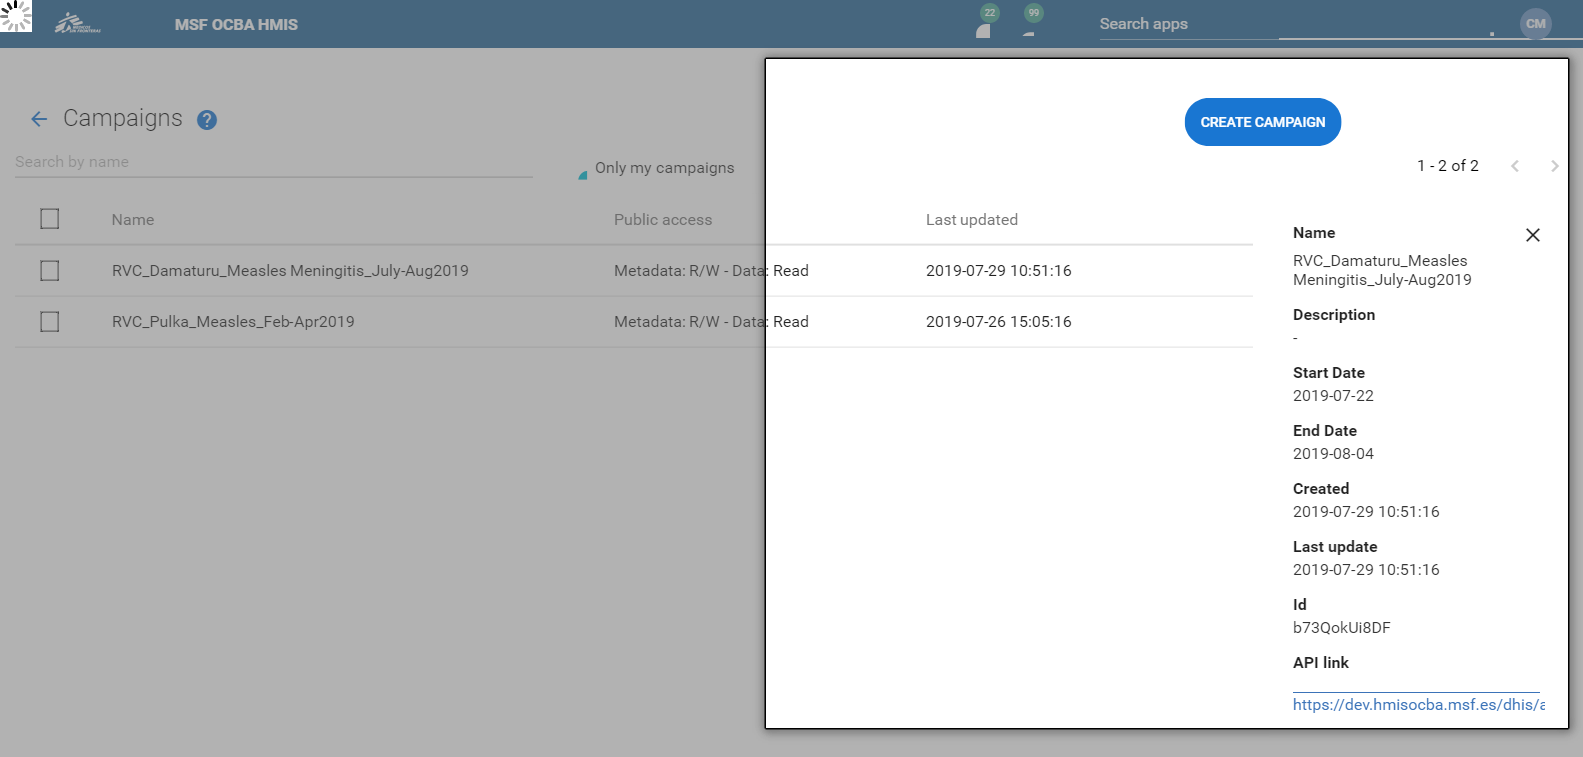 MSF OCBA HMIS
22
99
Search apps
CM
Campaigns
?
CREATE CAMPAIGN
Search by name
Only my campaigns
1 - 2 of 2
Name
Public access
Last updated
RVC_Damaturu_Measles Meningitis_July-Aug2019
Metadata: R/W - Data: Read
2019-07-29 10:51:16
RVC_Pulka_Measles_Feb-Apr2019
Metadata: R/W - Data: Read
2019-07-26 15:05:16
Name
RVC_Damaturu_Measles
Meningitis_July-Aug2019
Description
-
Start Date
2019-07-22
End Date
2019-08-04
Created
2019-07-29 10:51:16
Last update
2019-07-29 10:51:16
Id
b73QokUi8DF
API link
https://dev.hmisocba.msf.es/dhis/a